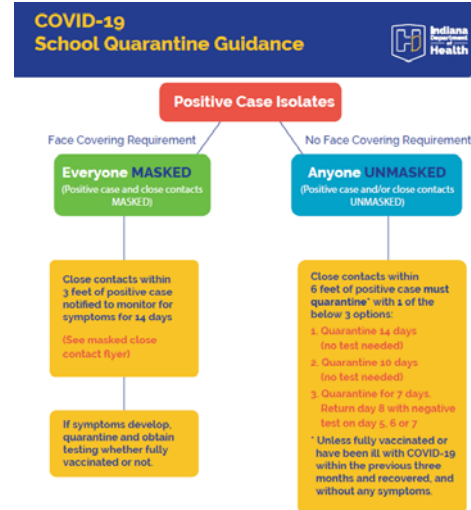 COVID-19
School Quarantine Guidance
Indiana
Department
of
Health
Positive Case Isolates
Face Covering Requirement
No Face Covering Requirement
Everyone MASKED
(Positive case and close contacts
MASKED)
Anyone UNMASKED
(Positive case and/or close contacts
UNMASKED)
Close contacts within
3 feet of positive case
notified to monitor for
symptoms for 14 days
(See masked close
contact flyer)
If symptoms develop,
quarantine and obtain
testing whether fully
vaccinated or not.
Close contacts within
6 feet of positive case must
quarantine* with 1 of the
below 3 options:
1. Quarantine 14 days
(no test needed)
2. Quarantine 10 days
(no test needed)
3. Quarantine for 7 days.
Return day 8 with negative
test on day 5, 6 or 7
* Unless fully vaccinated or
have been ill with COVID-19
within the previous three
months and recovered, and
without any symptoms.